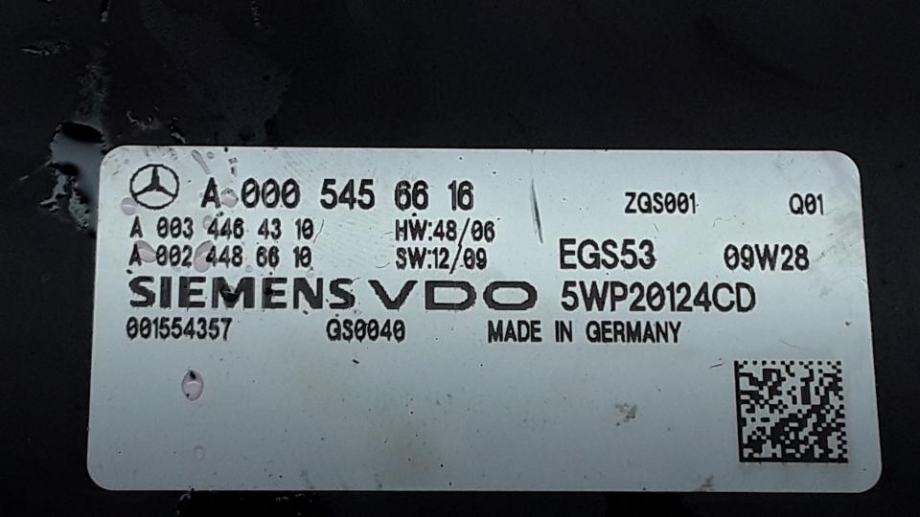 A 000 545 66 16 ZGS001 Q01
A 003 446 43 10 HW:48/06
A 002 448 66 10 SW:12/09 EGS53 09W28
SIEMENS VDO 5WP20124CD
001554357 GS0040 MADE IN GERMANY